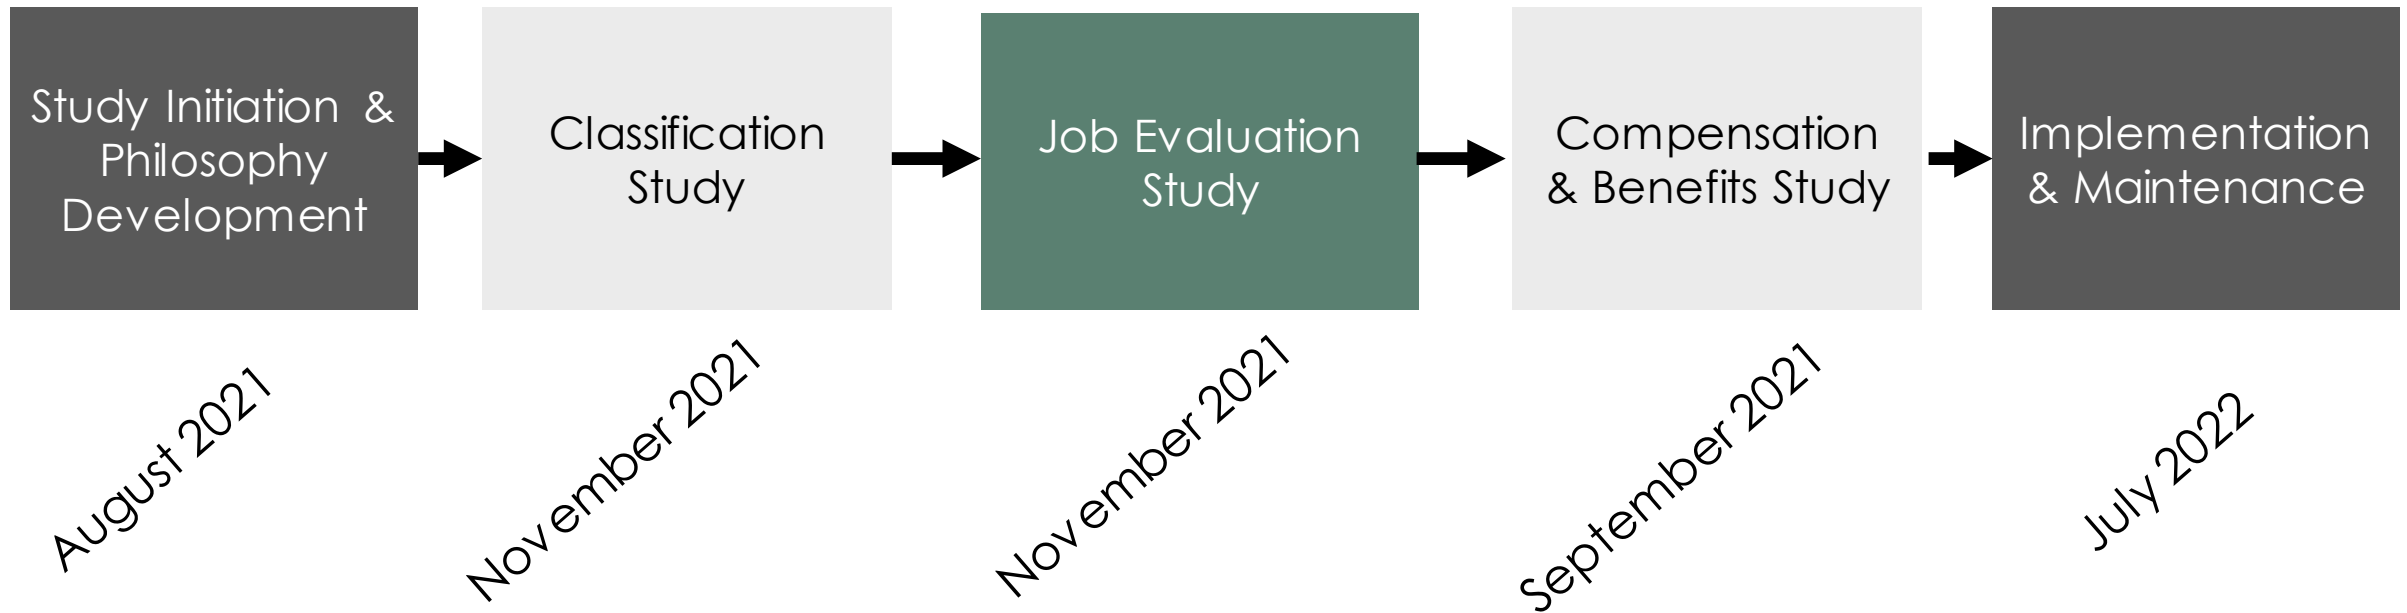 Study Initiation &
Philosophy
Development
Classification
Study
Job Evaluation
Study
Compensation
& Benefits Study
Implementation
& Maintenance
August 2021
November 2021
November 2021
September 2021
July 2022